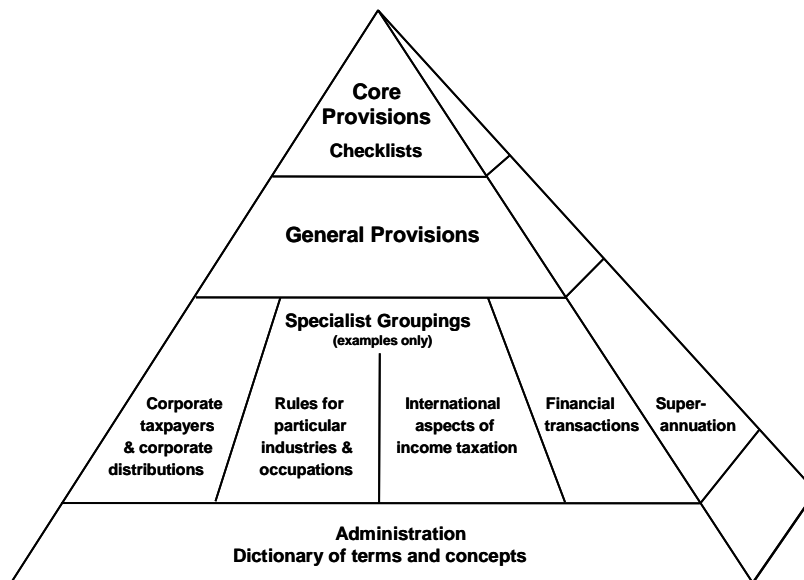 Core
Provisions
Checklists
General Provisions
Specialist Groupings
(examples only)
Corporate
taxpayers
& corporate
distributions
Rules for
particular
industries &
occupations
International
aspects of
income taxation
Financial
transactions
Super-
annuation
Administration
Dictionary of terms and concepts